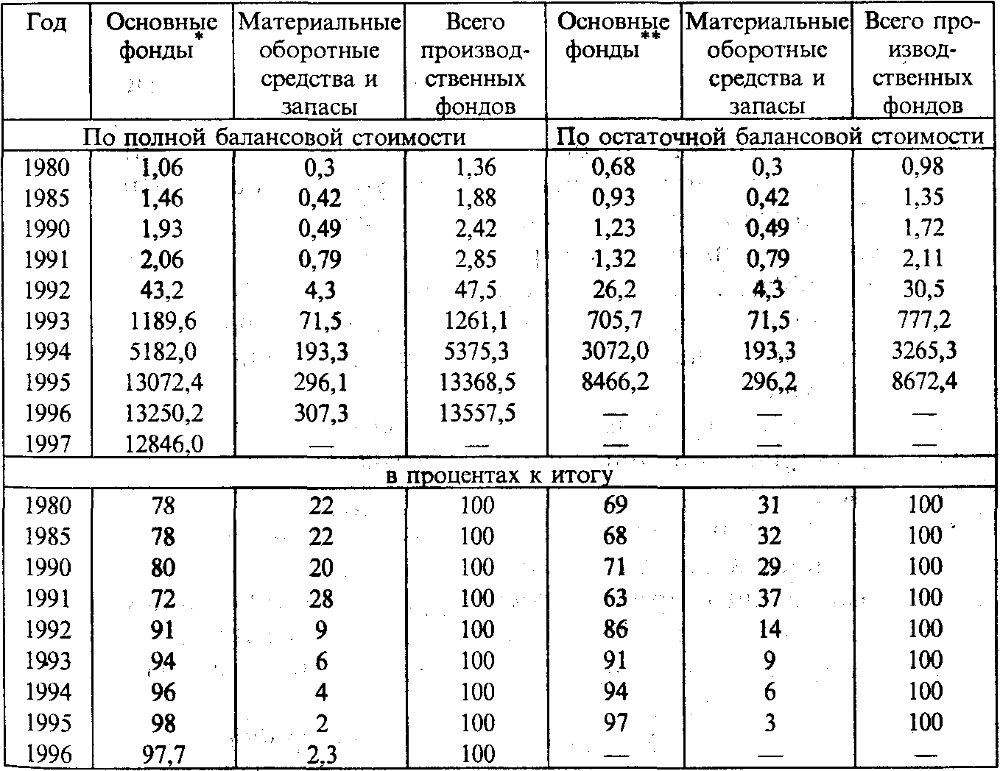 Год Основные фонды* Материальные оборотные средства и запасы Всего производ-ственных фондов Основные фонды** Материальные оборотные средства и запасы Всего про-извод-ственных фондов
По полной балансовой стоимости По остаточной балансовой стоимости
1980 1,06 0,3 1,36 0,68 0,3 0,98
1985 1,46 0,42 1,88 0,93 0,42 1,35
1990 1,93 0,49 2,42 1,23 0,49 1,72
1991 2,06 0,79 2,85 1,32 0,79 2,11
1992 43,2 4,3 47,5 26,2 4,3 30,5
1993 1189,6 71,5 1261,1 705,7 71,5 777,2
1994 5182,0 193,3 5375,3 3072,0 193,3 3265,3
1995 13072,4 296,1 13368,5 8466,2 296,2 8672,4
1996 13250,2 307,3 13557,5 — — —
1997 12846,0 — — — — —
в процентах к итогу
1980 78 22 100 69 31 100
1985 78 22 100 68 32 100
1990 80 20 100 71 29 100
1991 72 28 100 63 37 100
1992 91 9 100 86 14 100
1993 94 6 100 91 9 100
1994 96 4 100 94 6 100
1995 98 2 100 97 3 100
1996 97,7 2,3 100 — — —